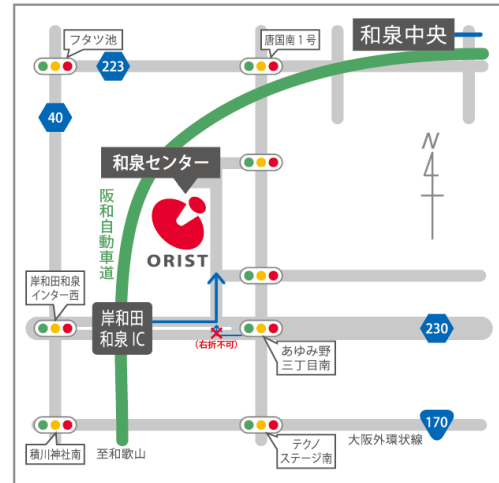 フタツ池
223
唐国南1号
和泉中央
40
和泉センター
N
阪和自動車道
ORIST
岸和田和泉
インター西
岸和田
和泉IC
(右折不可)
あゆみ野
三丁目南
230
積川神社南
至和歌山
テクノ
ステージ南
大阪外環状線
170